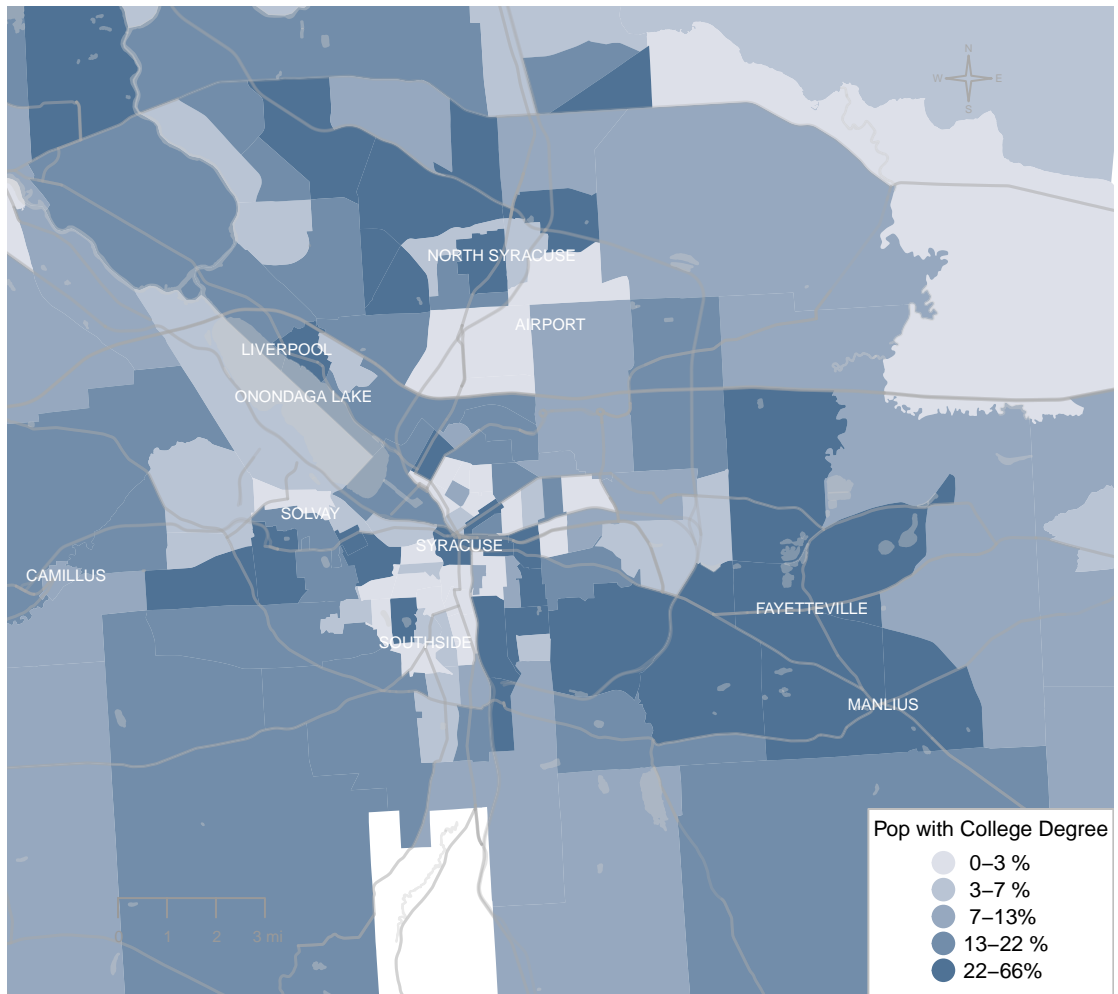 N
W E
S
NORTH SYRACUSE
AIRPORT
LIVERPOOL
ONONDAGA LAKE
SOLVAY
SYRACUSE
CAMILLUS
FAYETTEVILLE
SOUTHSIDE
MANLIUS
Pop with College Degree
0–3 %
3–7 %
7–13%
13–22 %
22–66%
0 1 2 3 mi